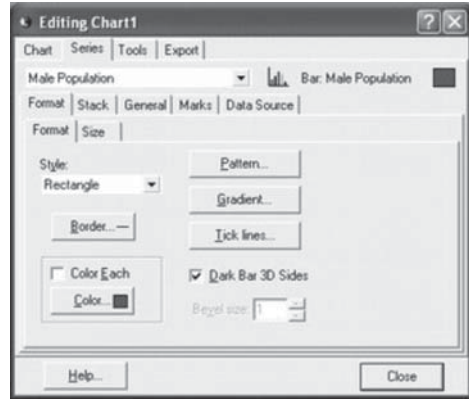 Editing Chart1
Chart Series Tools Export
Male Population Bar: Male Population
Format Stack General Marks Data Source
Format Size
Style:
Rectangle
Pattern...
Gradient...
Border...
Tick lines...
Color Each
Dark Bar 3D Sides
Color...
Bevel size: 1
Help... Close